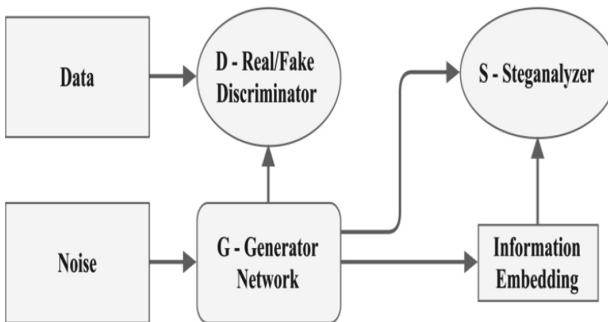 Data
D - Real/Fake
Discriminator
S - Steganalyzer
Noise
G - Generator
Network
Information
Embedding